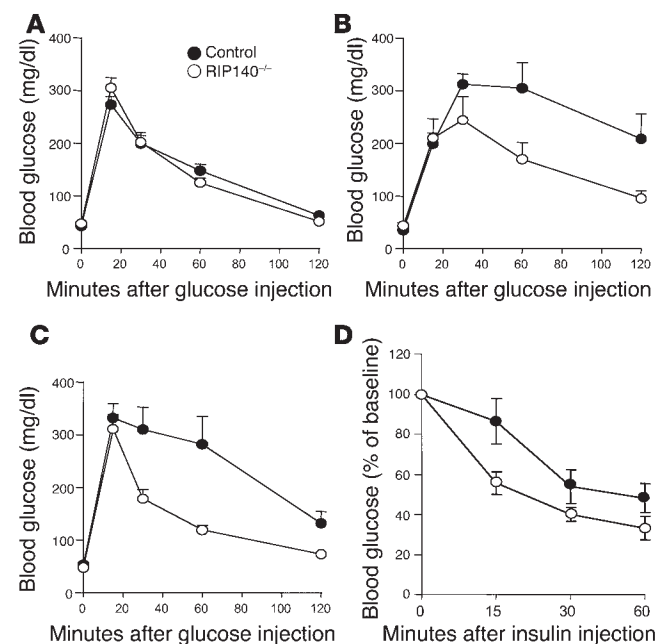 A
Blood glucose (mg/dl)
400
300
200
100
0
0 20 40 60 80 100 120
Minutes after glucose injection
Control
RIP140⁻/⁻
B
Blood glucose (mg/dl)
400
300
200
100
0
0 20 40 60 80 100 120
Minutes after glucose injection
C
Blood glucose (mg/dl)
400
300
200
100
0
0 20 40 60 80 100 120
Minutes after glucose injection
D
Blood glucose (% of baseline)
120
100
80
60
40
20
0
0 15 30 60
Minutes after insulin injection